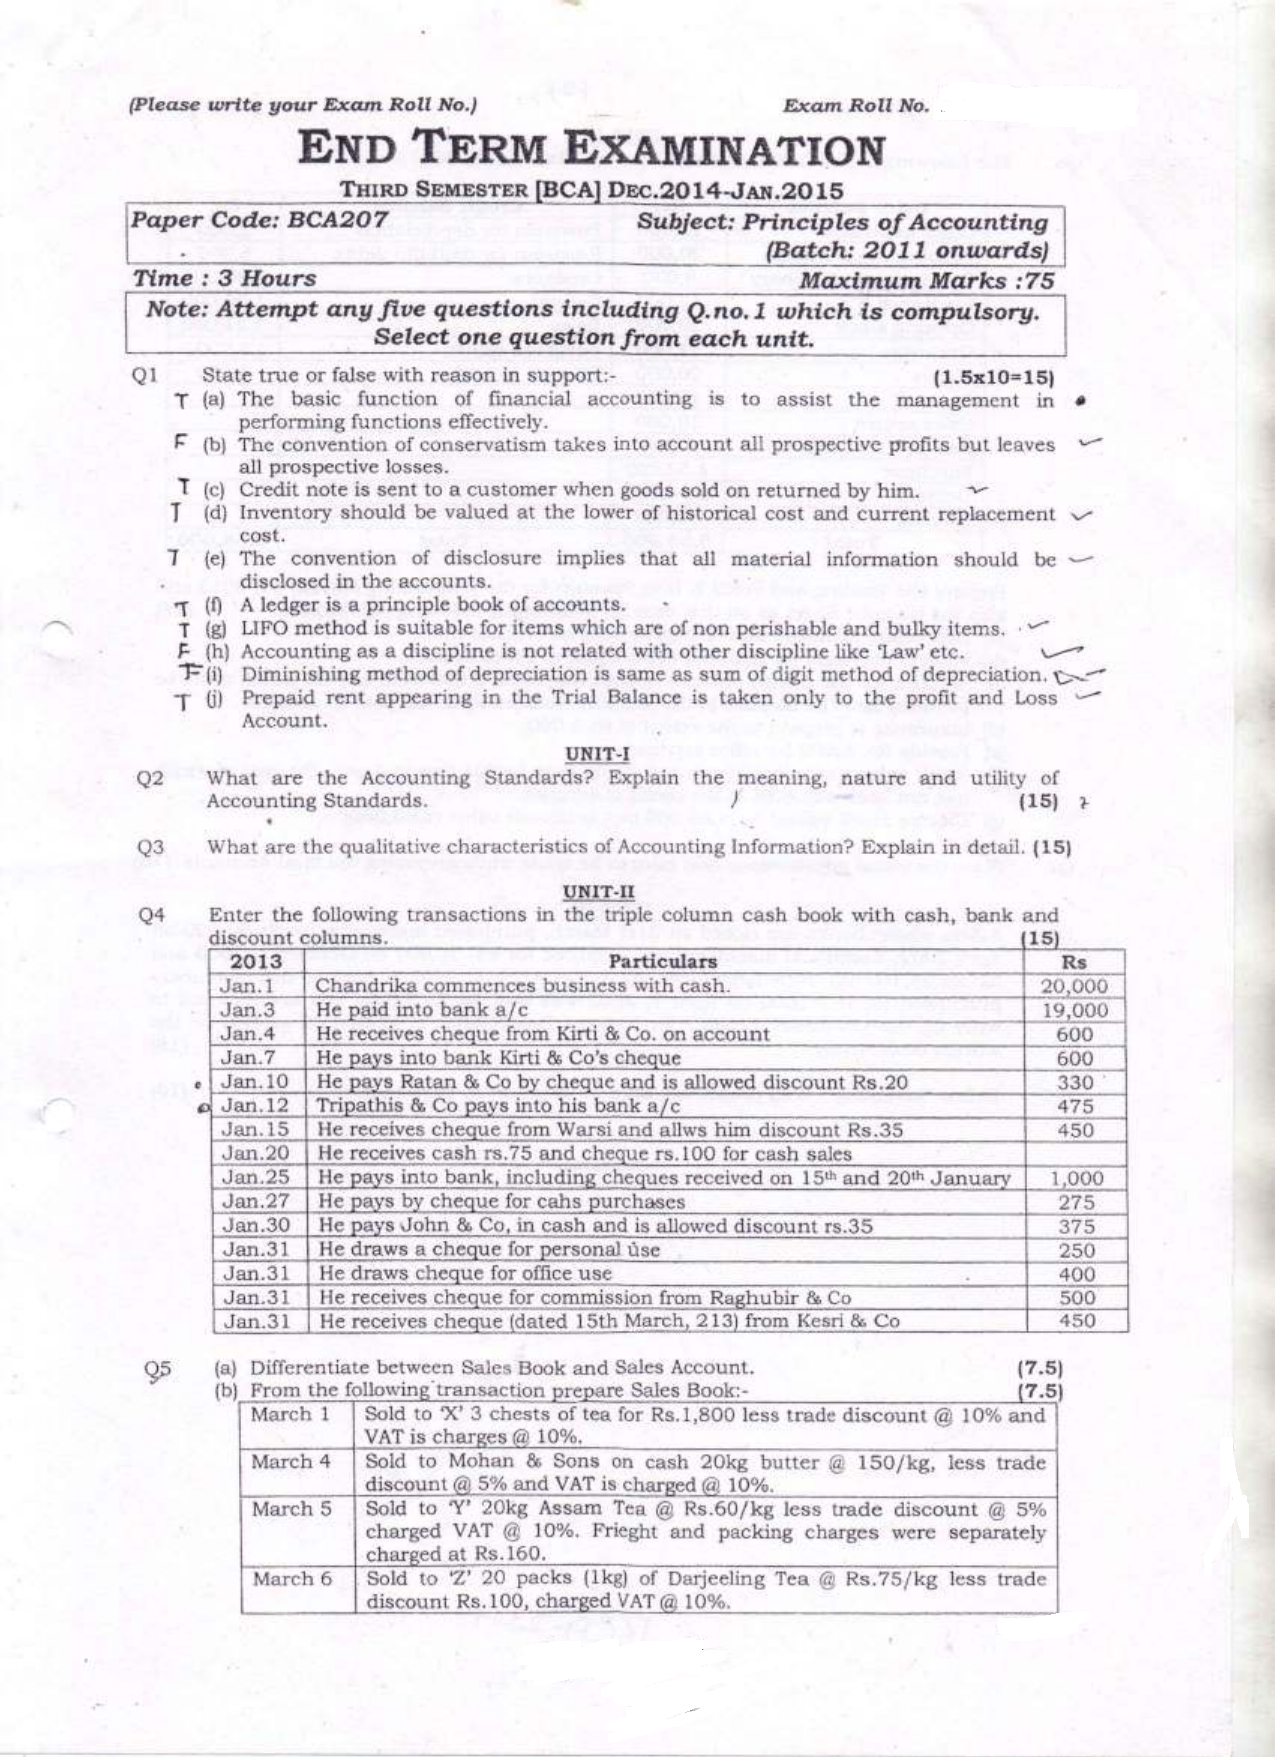 (Please write your Exam Roll No.) Exam Roll No.
END TERM EXAMINATION
THIRD SEMESTER [BCA] DEC.2014-JAN.2015
Paper Code: BCA207 Subject: Principles of Accounting
(Batch: 2011 onwards)
Time : 3 Hours Maximum Marks :75
Note: Attempt any five questions including Q.no.1 which is compulsory.
Select one question from each unit.
Q1 State true or false with reason in support:- (1.5x10=15)
T (a) The basic function of financial accounting is to assist the management in
performing functions effectively.
F (b) The convention of conservatism takes into account all prospective profits but leaves
all prospective losses.
T (c) Credit note is sent to a customer when goods sold on returned by him.
T (d) Inventory should be valued at the lower of historical cost and current replacement
cost.
T (e) The convention of disclosure implies that all material information should be
disclosed in the accounts.
T (f) A ledger is a principle book of accounts.
T (g) LIFO method is suitable for items which are of non perishable and bulky items.
F (h) Accounting as a discipline is not related with other discipline like 'Law' etc.
F (i) Diminishing method of depreciation is same as sum of digit method of depreciation.
T (j) Prepaid rent appearing in the Trial Balance is taken only to the profit and Loss
Account.
UNIT-I
Q2 What are the Accounting Standards? Explain the meaning, nature and utility of
Accounting Standards. (15)
Q3 What are the qualitative characteristics of Accounting Information? Explain in detail. (15)
UNIT-II
Q4 Enter the following transactions in the triple column cash book with cash, bank and
discount columns. (15)
2013 Particulars Rs
Jan.1 Chandrika commences business with cash. 20,000
Jan.3 He paid into bank a/c 19,000
Jan.4 He receives cheque from Kirti & Co. on account 600
Jan.7 He pays into bank Kirti & Co's cheque 600
Jan.10 He pays Ratan & Co by cheque and is allowed discount Rs.20 330
Jan.12 Tripathis & Co pays into his bank a/c 475
Jan.15 He receives cheque from Warsi and allws him discount Rs.35 450
Jan.20 He receives cash rs.75 and cheque rs.100 for cash sales
Jan.25 He pays into bank, including cheques received on 15th and 20th January 1,000
Jan.27 He pays by cheque for cahs purchases 275
Jan.30 He pays John & Co, in cash and is allowed discount rs.35 375
Jan.31 He draws a cheque for personal use 250
Jan.31 He draws cheque for office use 400
Jan.31 He receives cheque for commission from Raghubir & Co 500
Jan.31 He receives cheque (dated 15th March, 213) from Kesri & Co 450
Q5 (a) Differentiate between Sales Book and Sales Account. (7.5)
(b) From the following transaction prepare Sales Book:- (7.5)
March 1 Sold to 'X' 3 chests of tea for Rs.1,800 less trade discount @ 10% and
VAT is charges @ 10%.
March 4 Sold to Mohan & Sons on cash 20kg butter @ 150/kg, less trade
discount @ 5% and VAT is charged @ 10%.
March 5 Sold to 'Y' 20kg Assam Tea @ Rs.60/kg less trade discount @ 5%
charged VAT @ 10%. Frieght and packing charges were separately
charged at Rs.160.
March 6 Sold to 'Z' 20 packs (1kg) of Darjeeling Tea @ Rs.75/kg less trade
discount Rs.100, charged VAT @ 10%.